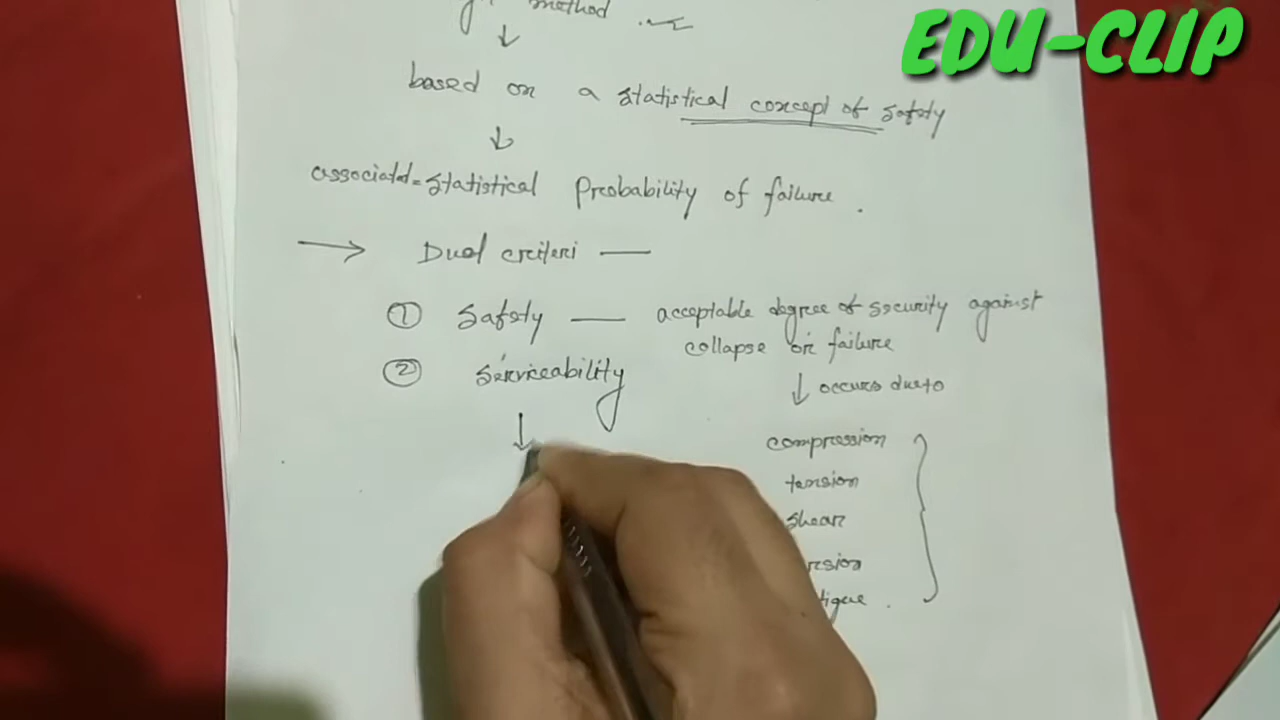 EDU-CLIP
method
based on a statistical concept of safety
associated = statistical Probability of failure.
Dual criteri —
① Safety — acceptable degree of security against
collapse or failure
② Serviceability
occurs due to
compression
tension
shear